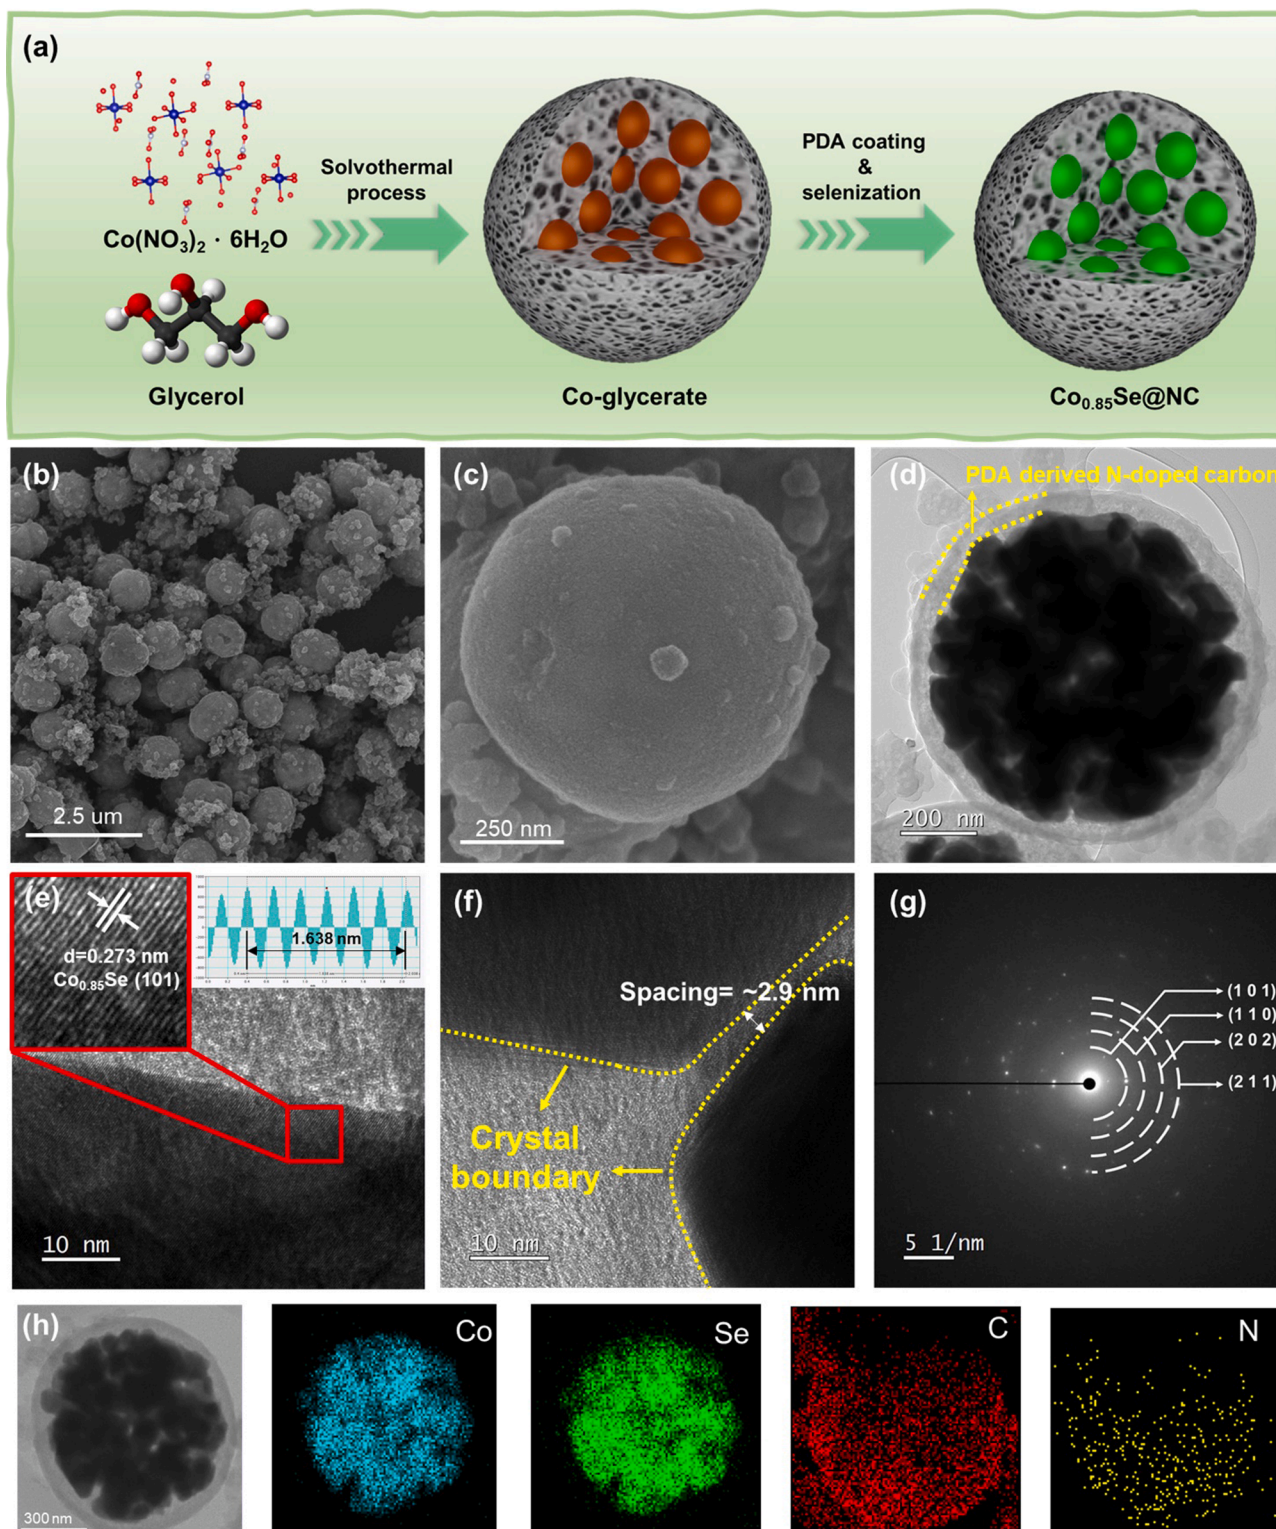 (a)
Solvothermal
process
PDA coating
&
selenization
Co(NO₃)₂ · 6H₂O
Glycerol
Co-glycerate
Co₀.₈₅Se@NC
(b)
2.5 um
(c)
250 nm
(d)
PDA derived N-doped carbon
200 nm
(e)
d=0.273 nm
Co₀.₈₅Se (101)
1.638 nm
10 nm
(f)
Spacing= ~2.9 nm
Crystal
boundary
10 nm
(g)
(1 0 1)
(1 1 0)
(2 0 2)
(2 1 1)
5 1/nm
(h)
300 nm
Co
Se
C
N